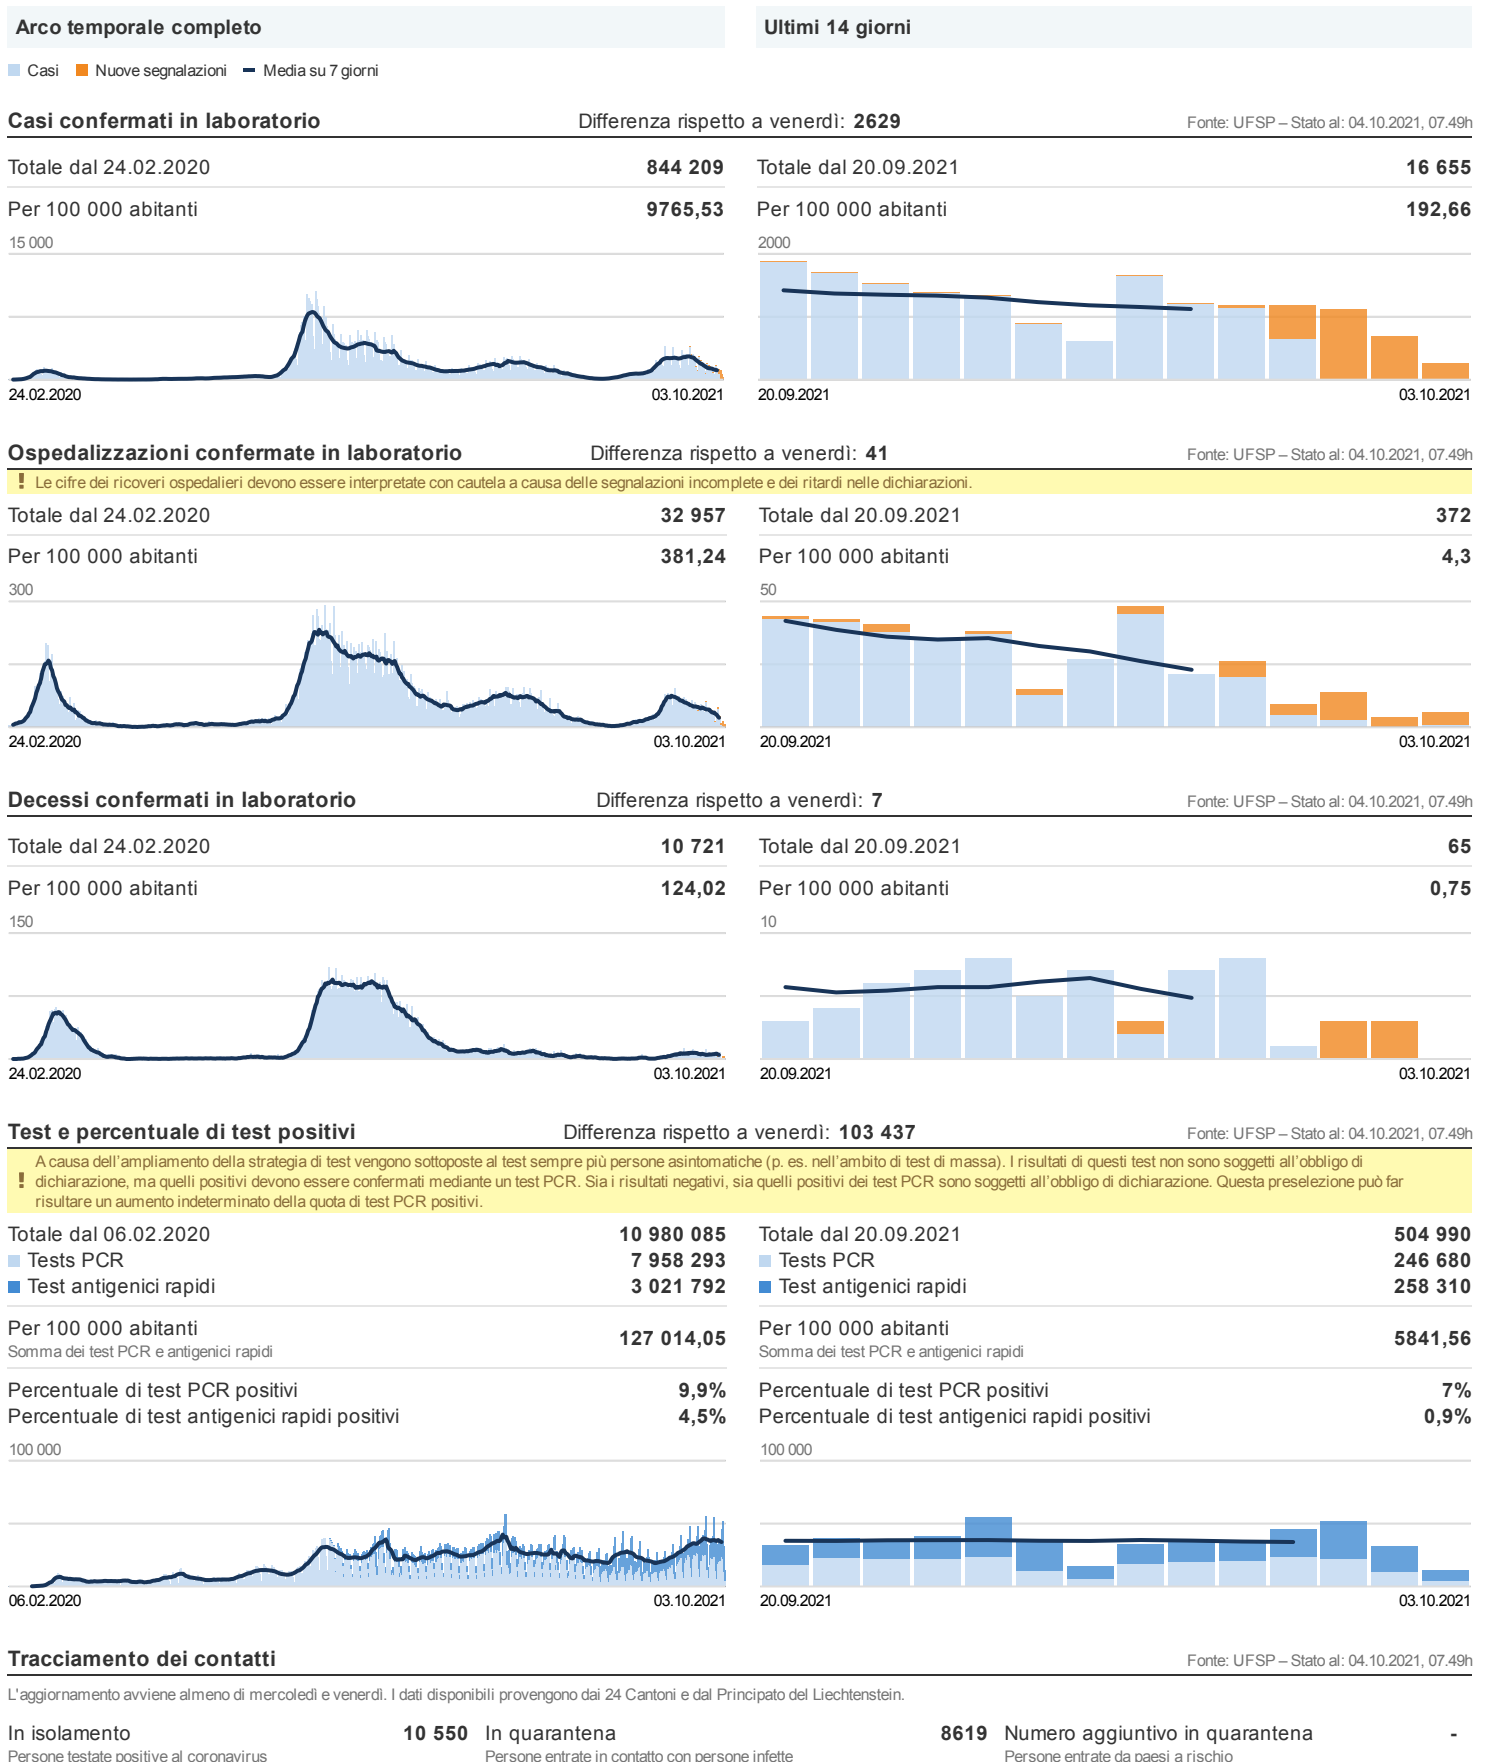 Arco temporale completo
Ultimi 14 giorni
Casi Nuove segnalazioni Media su 7 giorni
Casi confermati in laboratorio Differenza rispetto a venerdì: 2629 Fonte: UFSP – Stato al: 04.10.2021, 07.49h
Totale dal 24.02.2020 844 209 Totale dal 20.09.2021 16 655
Per 100 000 abitanti 9765,53 Per 100 000 abitanti 192,66
15 000 2000
24.02.2020 03.10.2021 20.09.2021 03.10.2021
Ospedalizzazioni confermate in laboratorio Differenza rispetto a venerdì: 41 Fonte: UFSP – Stato al: 04.10.2021, 07.49h
! Le cifre dei ricoveri ospedalieri devono essere interpretate con cautela a causa delle segnalazioni incomplete e dei ritardi nelle dichiarazioni.
Totale dal 24.02.2020 32 957 Totale dal 20.09.2021 372
Per 100 000 abitanti 381,24 Per 100 000 abitanti 4,3
300 50
24.02.2020 03.10.2021 20.09.2021 03.10.2021
Decessi confermati in laboratorio Differenza rispetto a venerdì: 7 Fonte: UFSP – Stato al: 04.10.2021, 07.49h
Totale dal 24.02.2020 10 721 Totale dal 20.09.2021 65
Per 100 000 abitanti 124,02 Per 100 000 abitanti 0,75
150 10
24.02.2020 03.10.2021 20.09.2021 03.10.2021
Test e percentuale di test positivi Differenza rispetto a venerdì: 103 437 Fonte: UFSP – Stato al: 04.10.2021, 07.49h
A causa dell'ampliamento della strategia di test vengono sottoposte al test sempre più persone asintomatiche (p. es. nell'ambito di test di massa). I risultati di questi test non sono soggetti all'obbligo di
! dichiarazione, ma quelli positivi devono essere confermati mediante un test PCR. Sia i risultati negativi, sia quelli positivi dei test PCR sono soggetti all'obbligo di dichiarazione. Questa preselezione può far
risultare un aumento indeterminato della quota di test PCR positivi.
Totale dal 06.02.2020 10 980 085 Totale dal 20.09.2021 504 990
Tests PCR 7 958 293 Tests PCR 246 680
Test antigenici rapidi 3 021 792 Test antigenici rapidi 258 310
Per 100 000 abitanti 127 014,05 Per 100 000 abitanti 5841,56
Somma dei test PCR e antigenici rapidi Somma dei test PCR e antigenici rapidi
Percentuale di test PCR positivi 9,9% Percentuale di test PCR positivi 7%
Percentuale di test antigenici rapidi positivi 4,5% Percentuale di test antigenici rapidi positivi 0,9%
100 000 100 000
06.02.2020 03.10.2021 20.09.2021 03.10.2021
Tracciamento dei contatti Fonte: UFSP – Stato al: 04.10.2021, 07.49h
L'aggiornamento avviene almeno di mercoledì e venerdì. I dati disponibili provengono dai 24 Cantoni e dal Principato del Liechtenstein.
In isolamento 10 550 In quarantena 8619 Numero aggiuntivo in quarantena -
Persone testate positive al coronavirus Persone entrate in contatto con persone infette Persone entrate da paesi a rischio